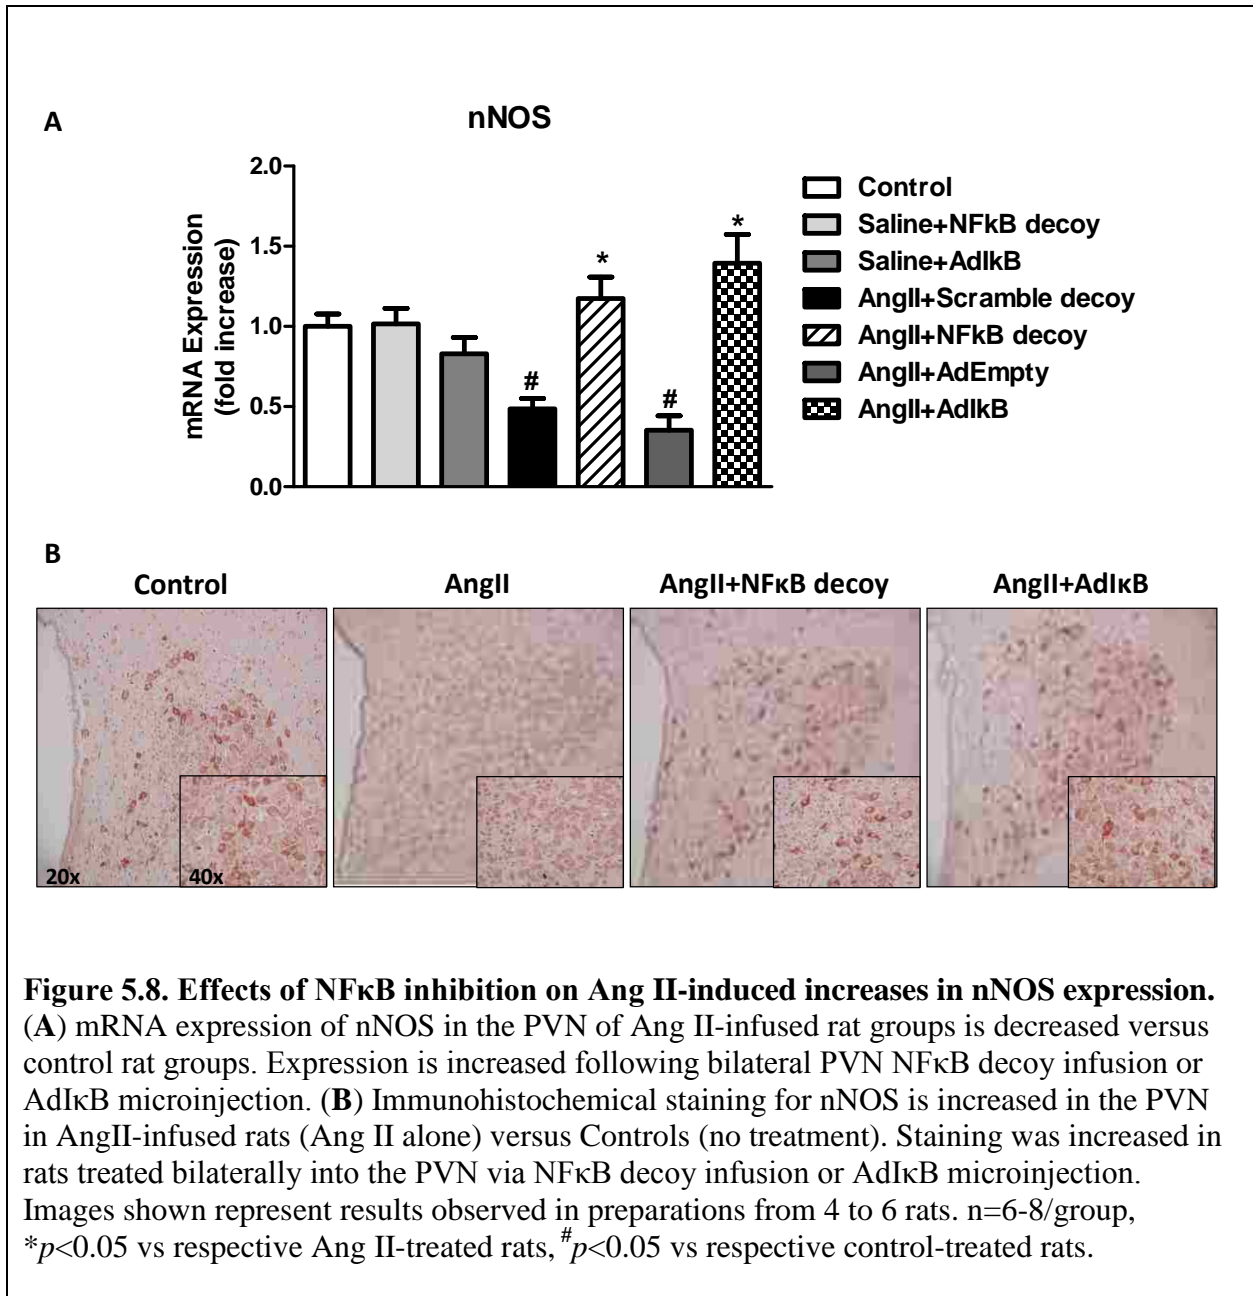 A
nNOS
2.0
1.5
1.0
0.5
0.0
mRNA Expression
(fold increase)
#
*
#
*
Control
Saline+NFkB decoy
Saline+AdIkB
AngII+Scramble decoy
AngII+NFkB decoy
AngII+AdEmpty
AngII+AdIkB
B
Control
AngII
AngII+NFκB decoy
AngII+AdIκB
20x
40x
Figure 5.8. Effects of NFκB inhibition on Ang II-induced increases in nNOS expression.
(A) mRNA expression of nNOS in the PVN of Ang II-infused rat groups is decreased versus
control rat groups. Expression is increased following bilateral PVN NFκB decoy infusion or
AdIκB microinjection. (B) Immunohistochemical staining for nNOS is increased in the PVN
in AngII-infused rats (Ang II alone) versus Controls (no treatment). Staining was increased in
rats treated bilaterally into the PVN via NFκB decoy infusion or AdIκB microinjection.
Images shown represent results observed in preparations from 4 to 6 rats. n=6-8/group,
*p<0.05 vs respective Ang II-treated rats, #p<0.05 vs respective control-treated rats.